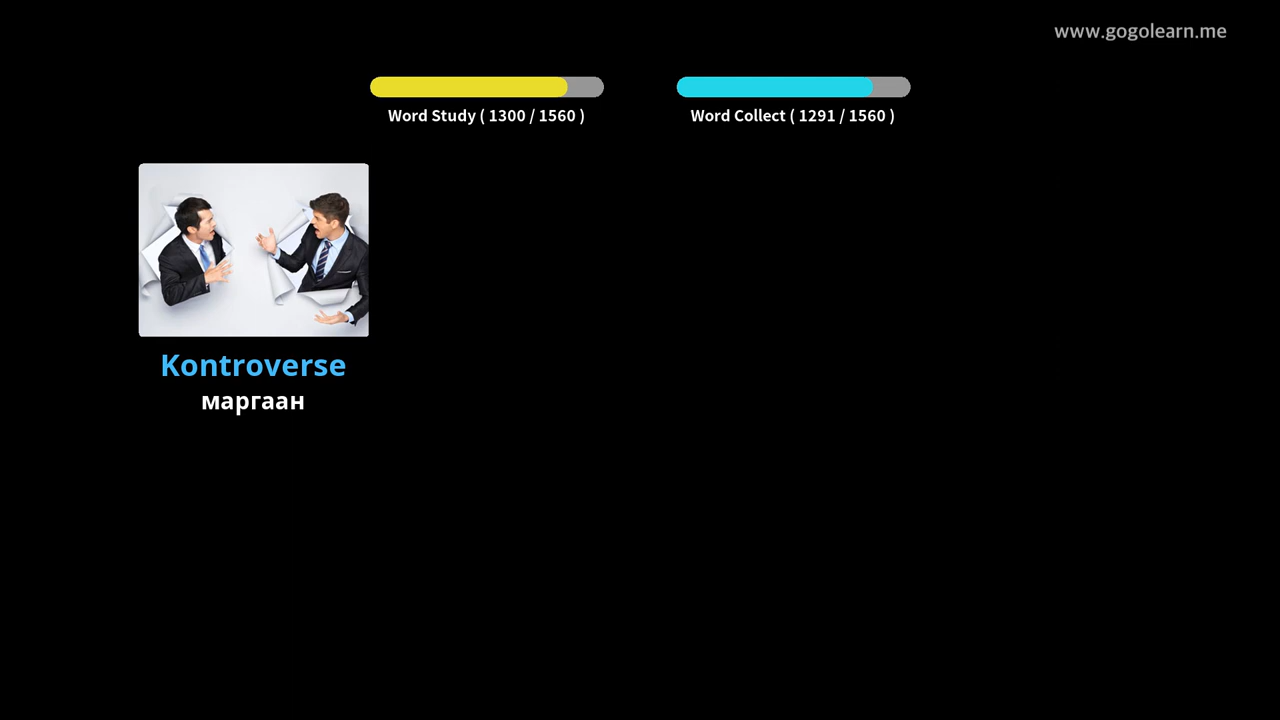 www.gogolearn.me
Word Study ( 1300 / 1560 )
Word Collect ( 1291 / 1560 )
Kontroverse
маргаан